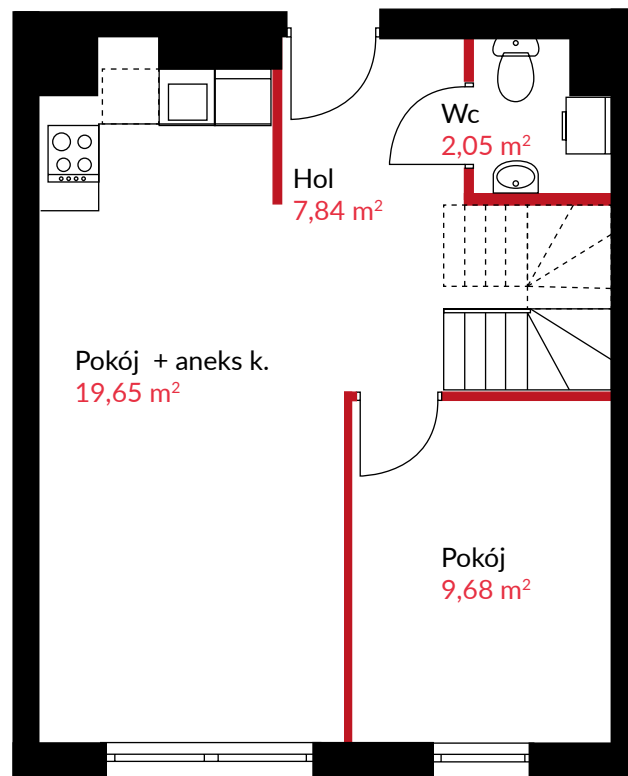 Wc
2,05 m²
Hol
7,84 m²
Pokój + aneks k.
19,65 m²
Pokój
9,68 m²